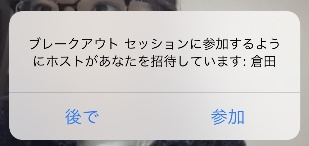 ブレークアウト セッションに参加するよう
にホストがあなたを招待しています: 倉田
後で
参加